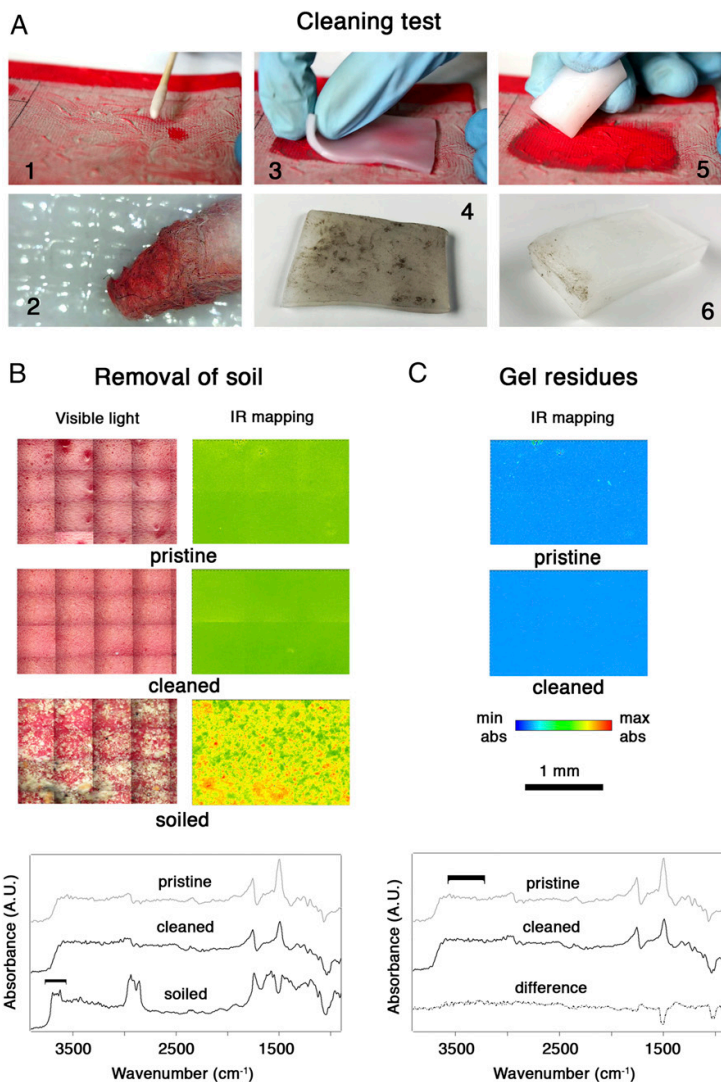 A
Cleaning test
1
3
5
2
4
6
B
Removal of soil
Visible light
IR mapping
pristine
cleaned
soiled
C
Gel residues
IR mapping
pristine
cleaned
min
abs
max
abs
1 mm
Absorbance (A.U.)
pristine
cleaned
soiled
3500
2500
1500
Wavenumber (cm⁻¹)
Absorbance (A.U.)
pristine
cleaned
difference
3500
2500
1500
Wavenumber (cm⁻¹)